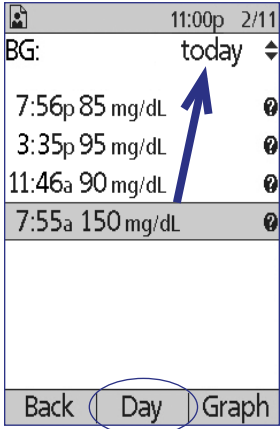 11:00p 2/11
BG: today
7:56p 85 mg/dL
3:35p 95 mg/dL
11:46a 90 mg/dL
7:55a 150 mg/dL
Back Day Graph